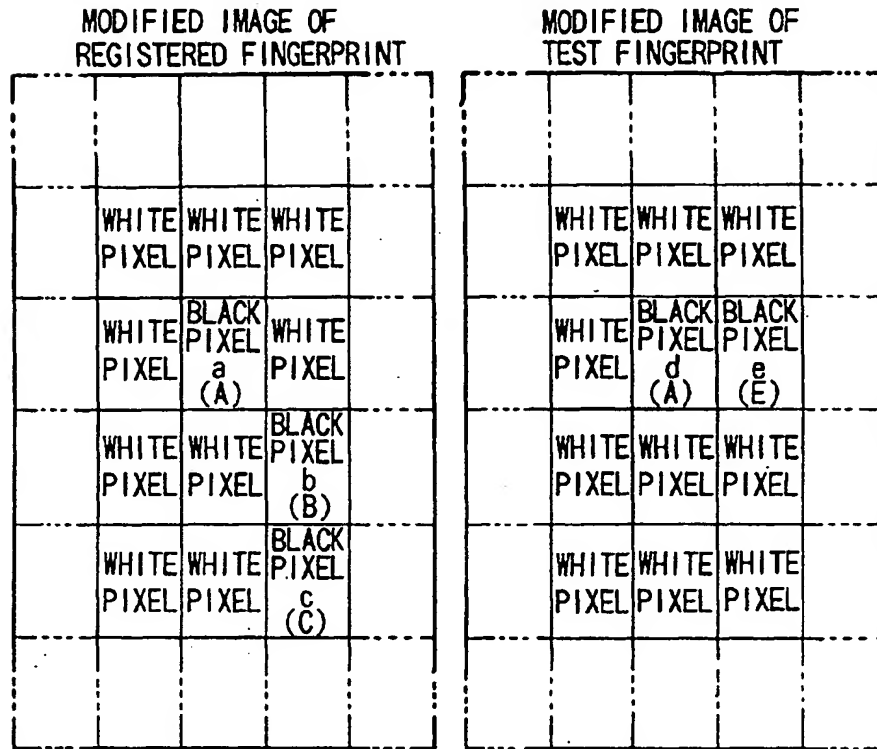 MODIFIED IMAGE OF
REGISTERED FINGERPRINT
WHITE WHITE WHITE
PIXEL PIXEL PIXEL
WHITE PIXEL
BLACK PIXEL a (A)
WHITE PIXEL
WHITE PIXEL
WHITE PIXEL
BLACK PIXEL b (B)
WHITE PIXEL
WHITE PIXEL
BLACK PIXEL c (C)
MODIFIED IMAGE OF
TEST FINGERPRINT
WHITE WHITE WHITE
PIXEL PIXEL PIXEL
WHITE PIXEL
BLACK PIXEL d (A)
BLACK PIXEL e (E)
WHITE WHITE WHITE
PIXEL PIXEL PIXEL
WHITE WHITE WHITE
PIXEL PIXEL PIXEL